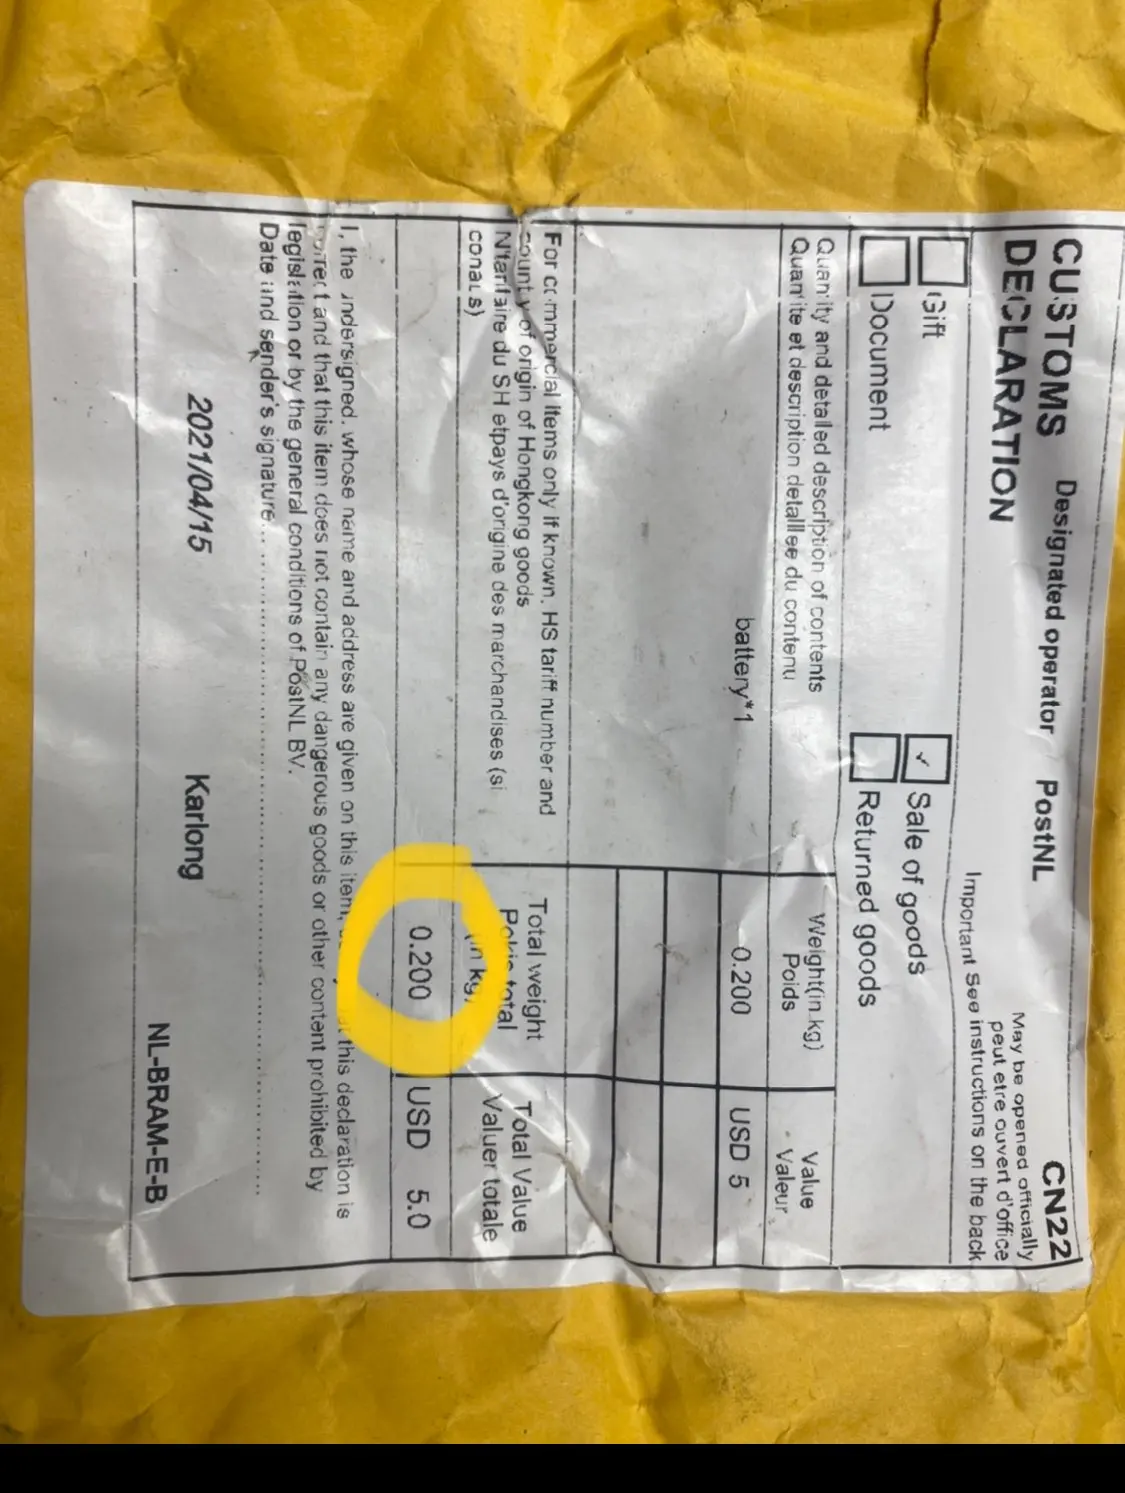 CUSTOMS DECLARATION
Designated operator PostNL
CN22
May be opened officially
peut etre ouvert d'office
Important See instructions on the back
Gift
Document
✓ Sale of goods
Returned goods
Quantity and detailed description of contents
Quantite et description detaillee du contenu
Weight(in.kg)
Poids
Value
Valeur
battery*1
0.200
USD 5
For commercial items only if known. HS tariff number and
country of origin of Hongkong goods
N'tarifaire du SH etpays d'origine des marchandises (si
conals)
Total weight
total
(in kg)
Total Value
Valuer totale
0.200
USD 5.0
I, the undersigned. whose name and address are given on this item, this declaration is
and that this item does not contain any dangerous goods or other content prohibited by
legislation or by the general conditions of PostNL BV.
Date and sender's signature...
2021/04/15
Karlong
NL-BRAM-E-B